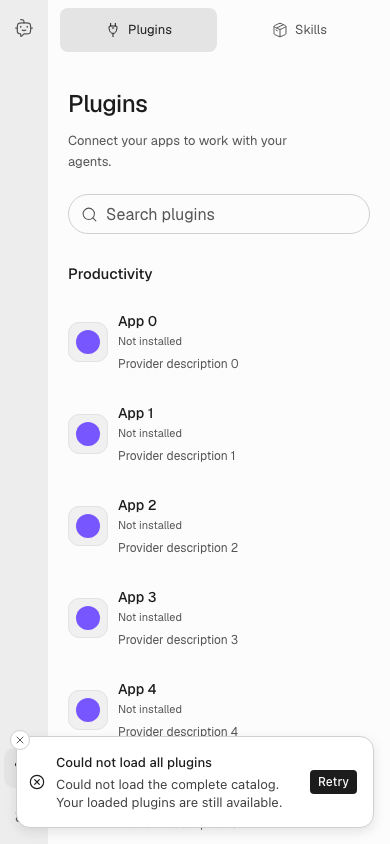 Plugins
Skills
Plugins
Connect your apps to work with your
agents.
Search plugins
Productivity
App 0
Not installed
Provider description 0
App 1
Not installed
Provider description 1
App 2
Not installed
Provider description 2
App 3
Not installed
Provider description 3
App 4
Not installed
Provider description 4
Could not load all plugins
Could not load the complete catalog.
Your loaded plugins are still available.
Retry